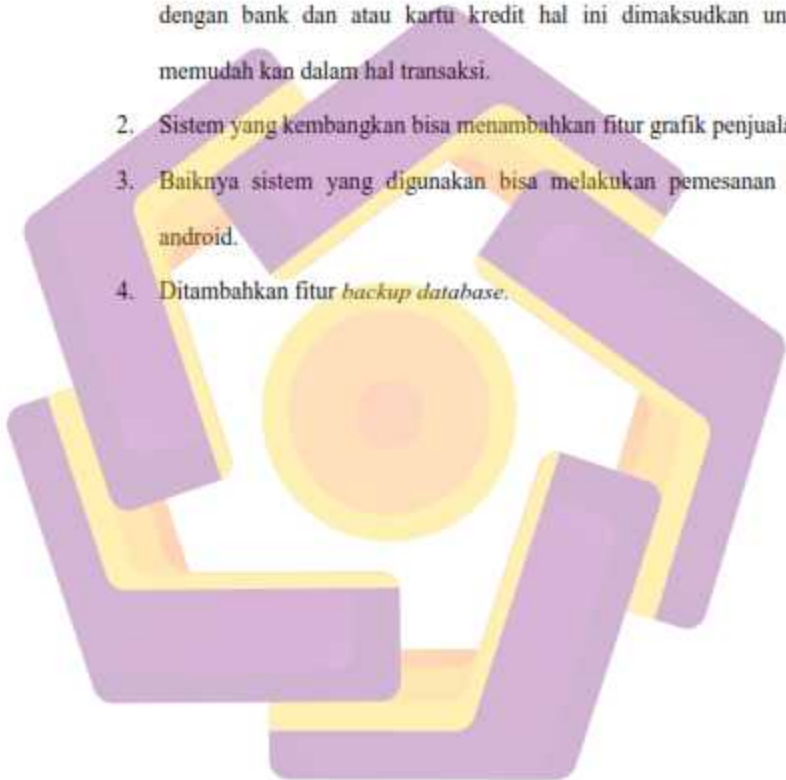 dengan bank dan atau kartu kredit hal ini dimaksudkan un
memudah kan dalam hal transaksi.
2. Sistem yang kembangkan bisa menambahkan fitur grafik penjuala
3. Baiknya sistem yang digunakan bisa melakukan pemesanan
android.
4. Ditambahkan fitur backup database.